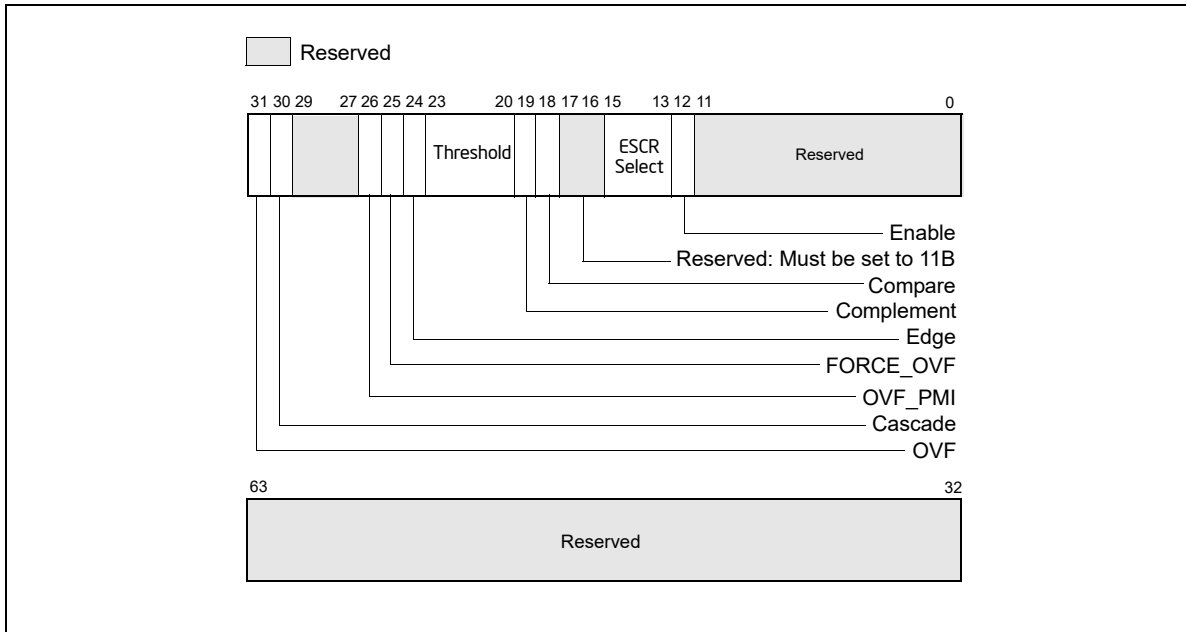 Reserved
31 30 29 27 26 25 24 23 20 19 18 17 16 15 13 12 11 0
Threshold
ESCR
Select
Reserved
Enable
Reserved: Must be set to 11B
Compare
Complement
Edge
FORCE_OVF
OVF_PMI
Cascade
OVF
63 32
Reserved